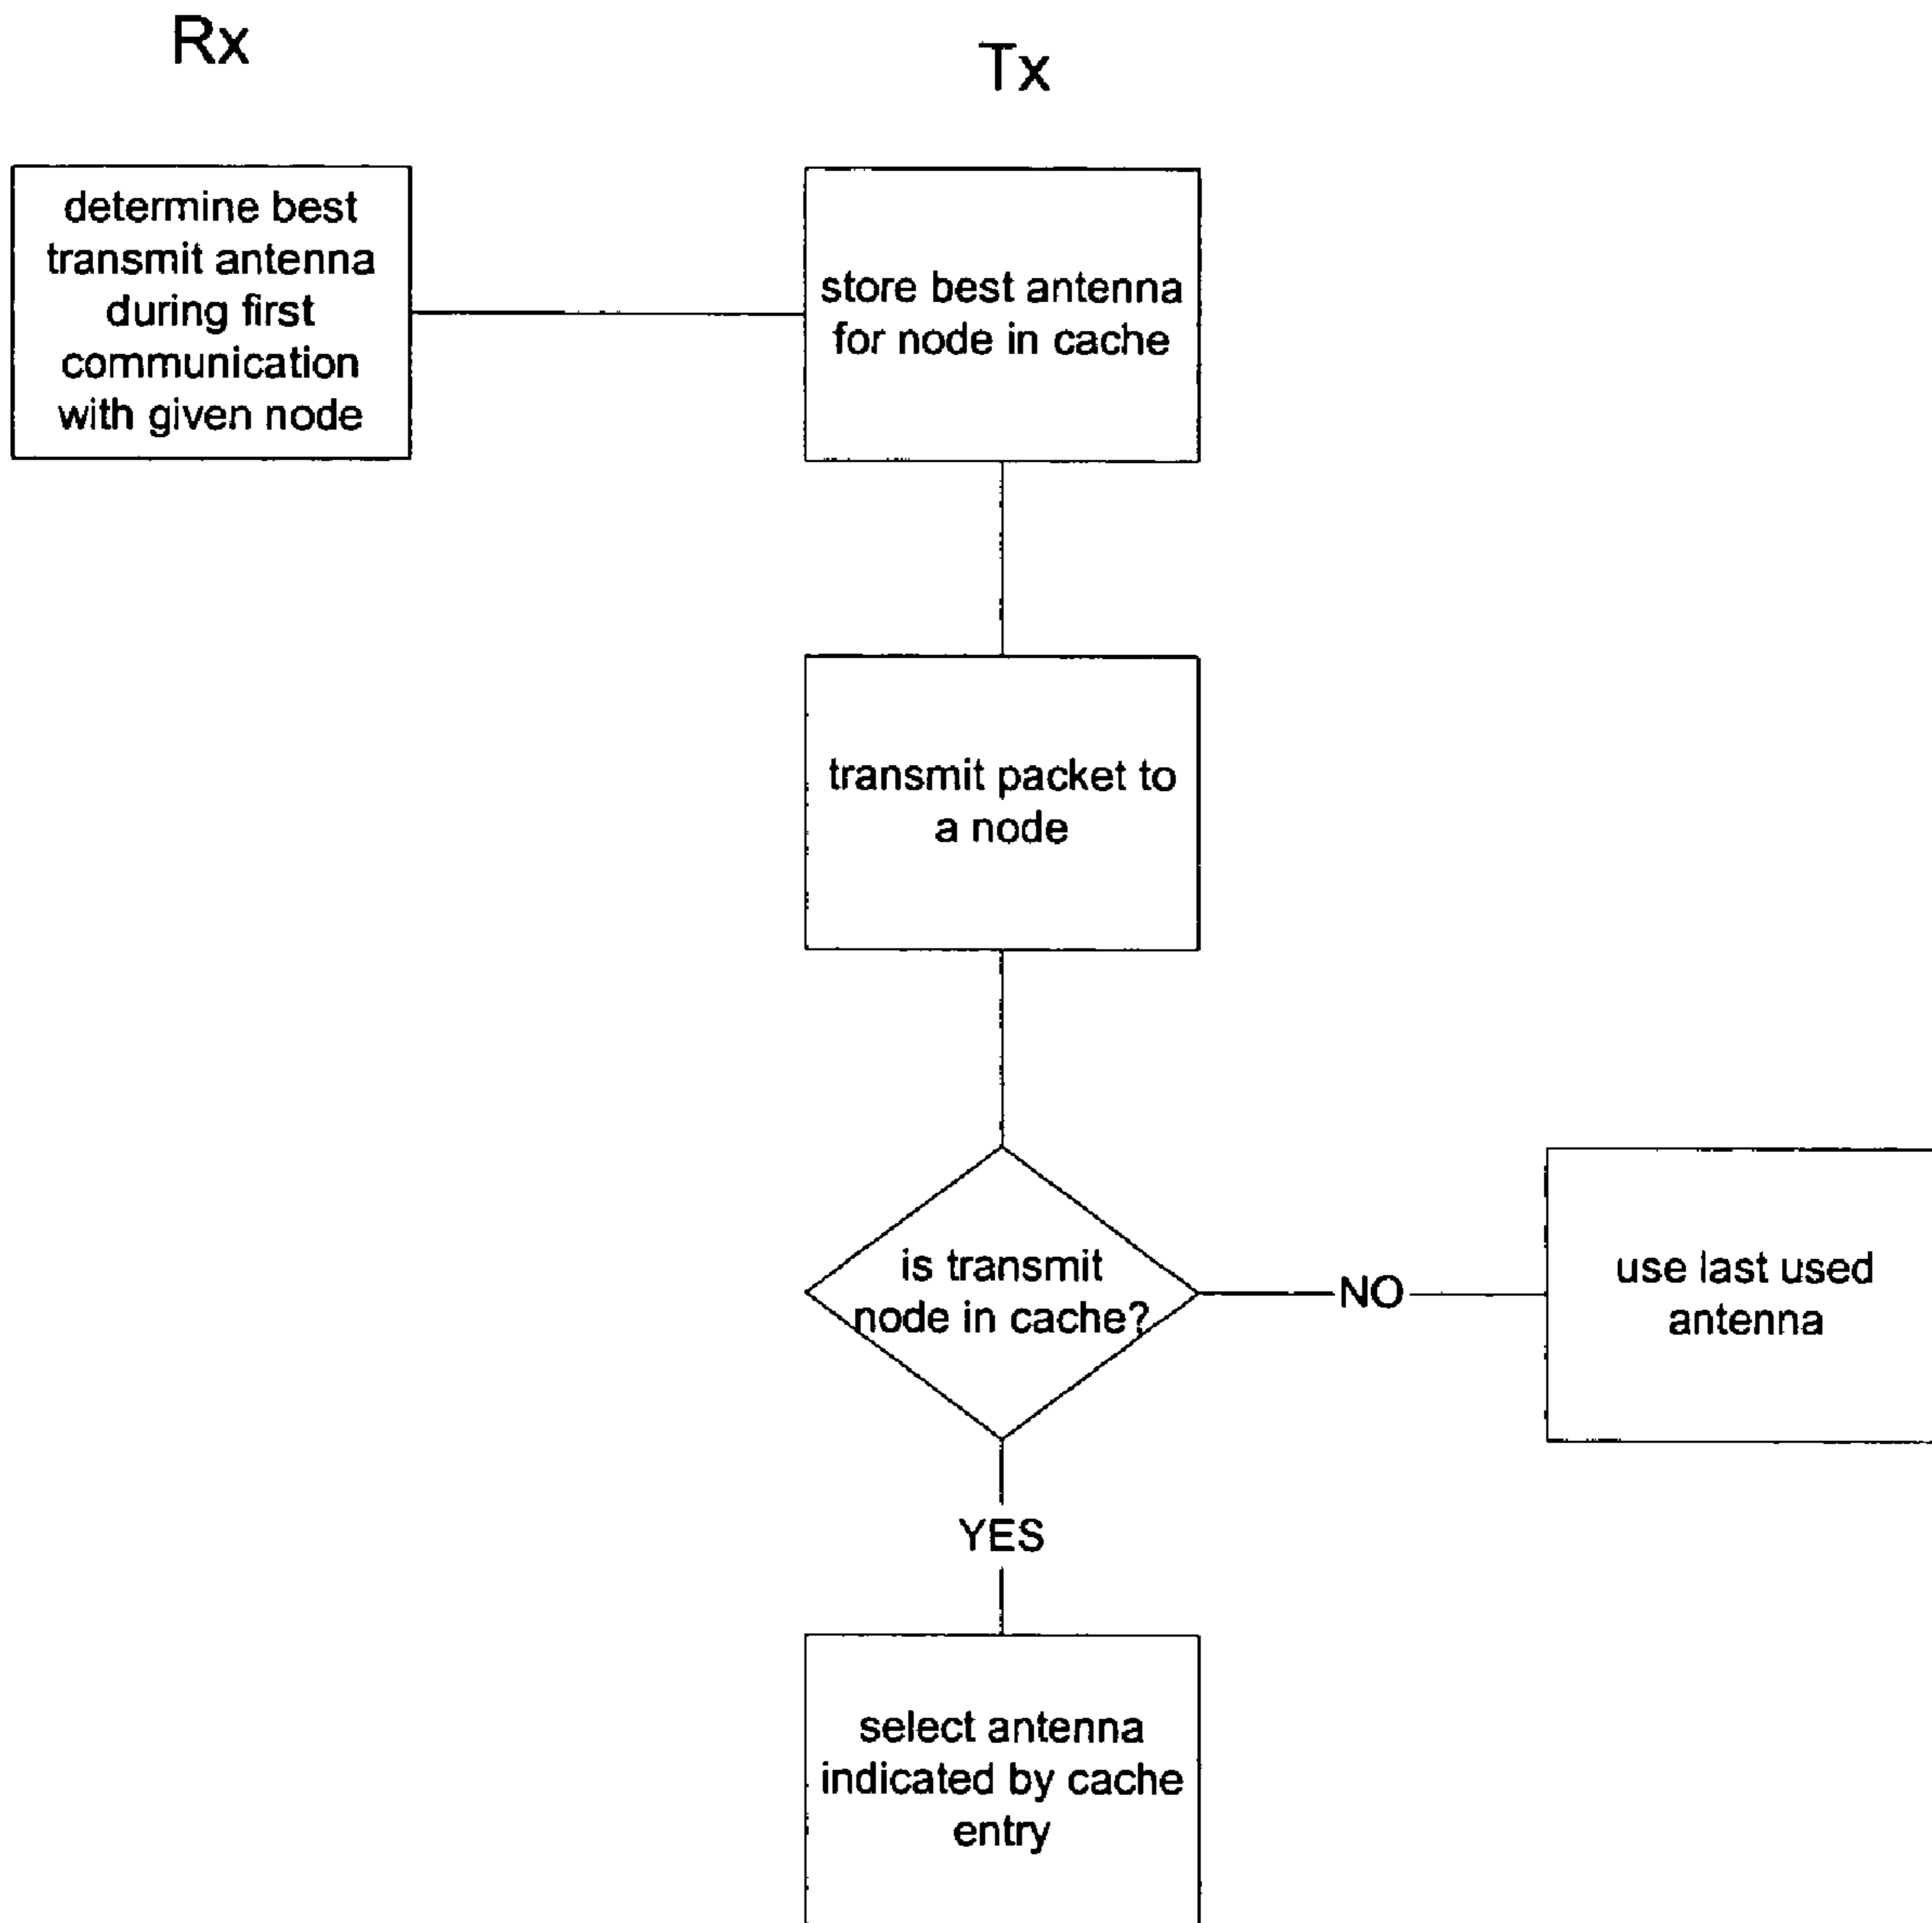 Rx
Tx
determine best
transmit antenna
during first
communication
with given node
store best antenna
for node in cache
transmit packet to
a node
is transmit
node in cache?
NO
use last used
antenna
YES
select antenna
indicated by cache
entry